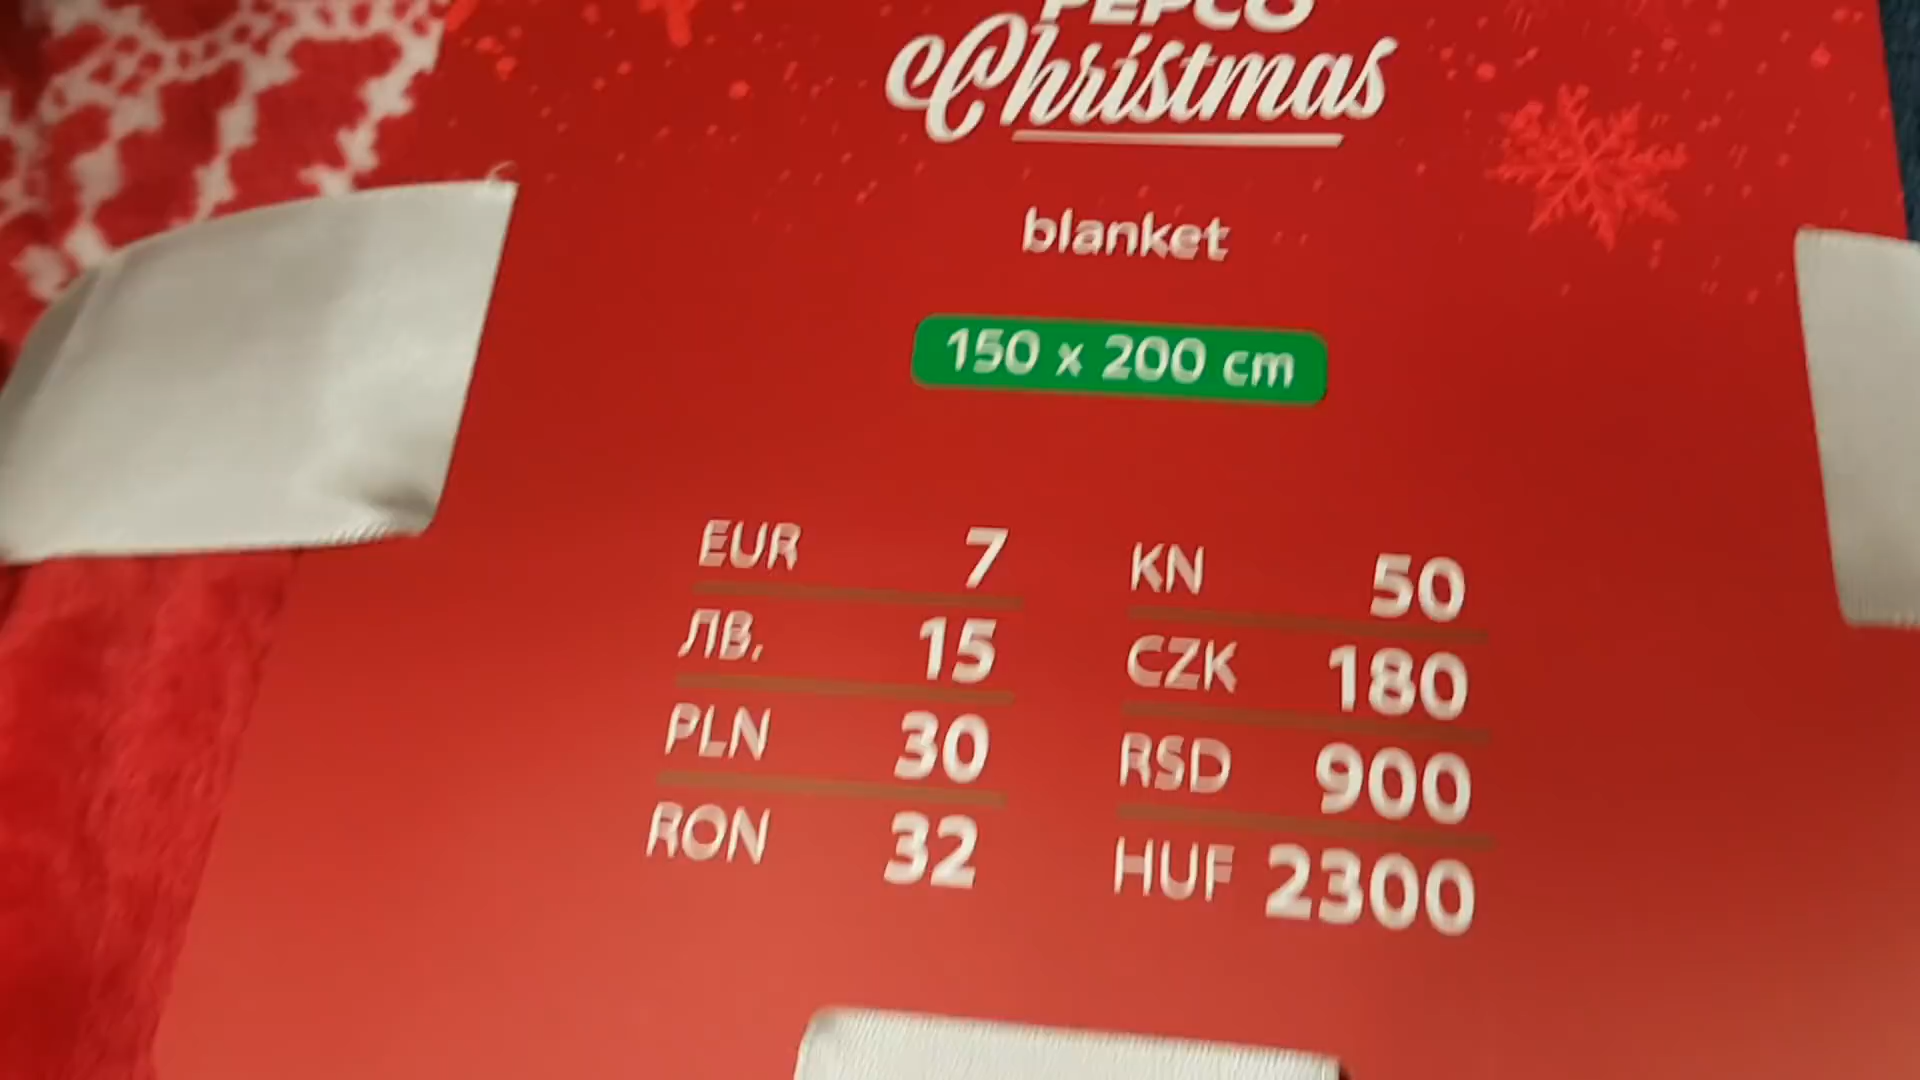 PEPCO
Christmas
blanket
150 x 200 cm
EUR 7
ЛВ. 15
PLN 30
RON 32
KN 50
CZK 180
RSD 900
HUF 2300